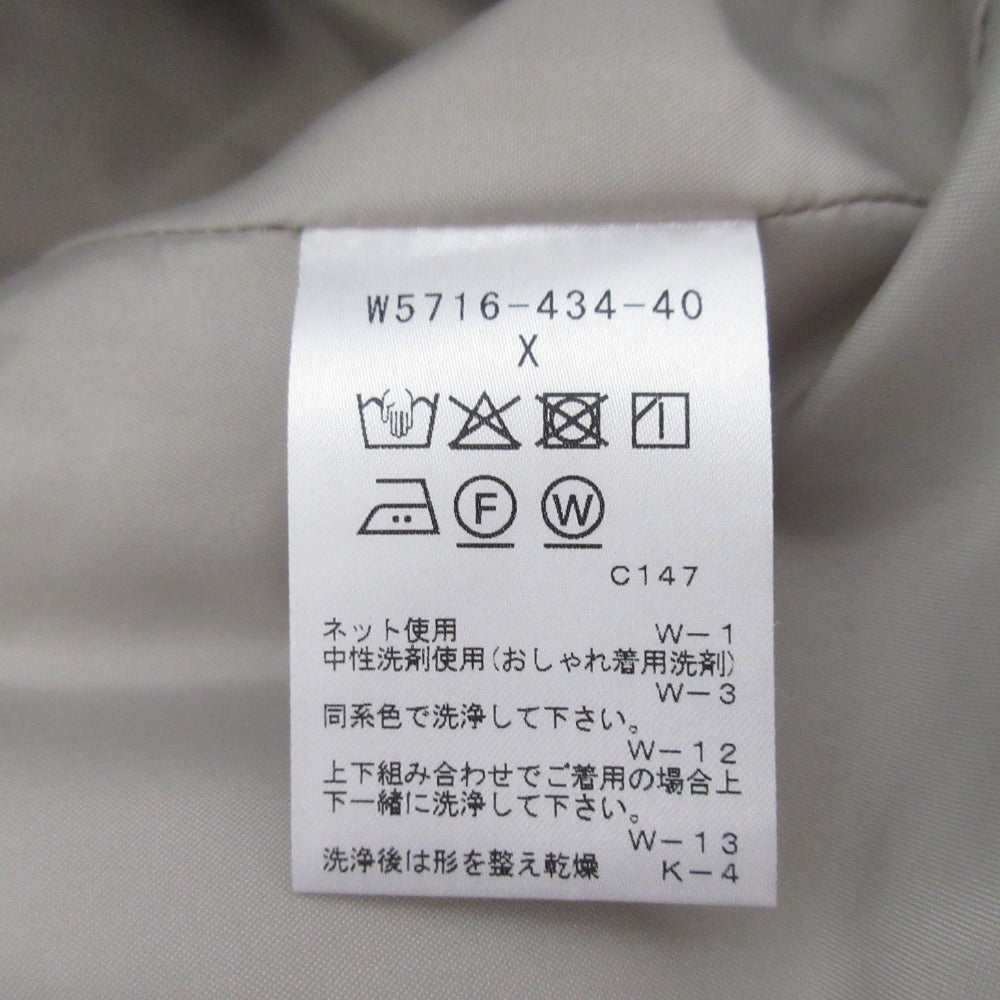 W5716-434-40
X
F W
C147
ネット使用 W-1
中性洗剤使用(おしゃれ着用洗剤)
W-3
同系色で洗浄して下さい。
W-12
上下組み合わせでご着用の場合上
下一緒に洗浄して下さい。
W-13
洗浄後は形を整え乾燥 K-4